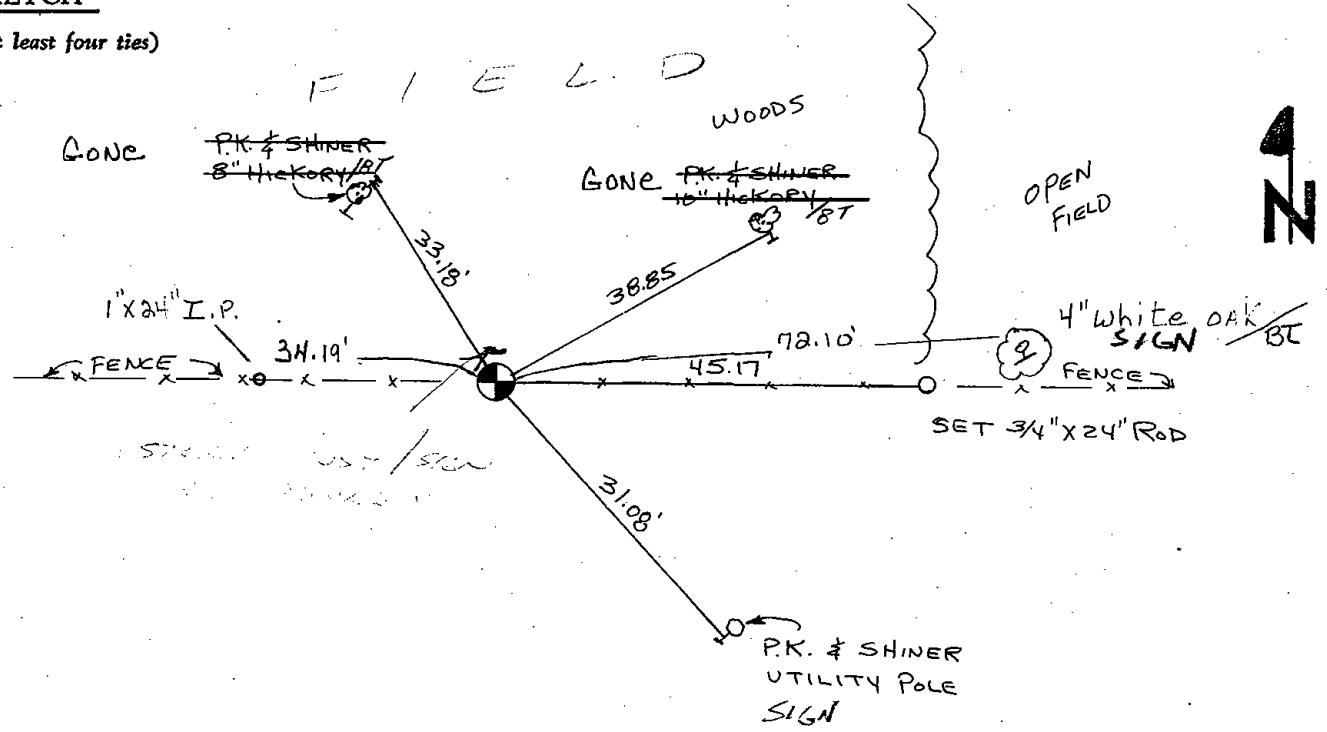 least four ties)
F I E L D
WOODS
GONE
P.K. & SHINER
8" HICKORY/BT
GONE
P.K. & SHINER
10" HICKORY/BT
OPEN
FIELD
N
33.18'
38.85
1"X24" I.P.
4" White OAK/BT
SIGN
FENCE
34.19'
72.10'
45.17
FENCE
SET 3/4"X24" ROD
/SIGN
31.08'
P.K. & SHINER
UTILITY POLE
SIGN